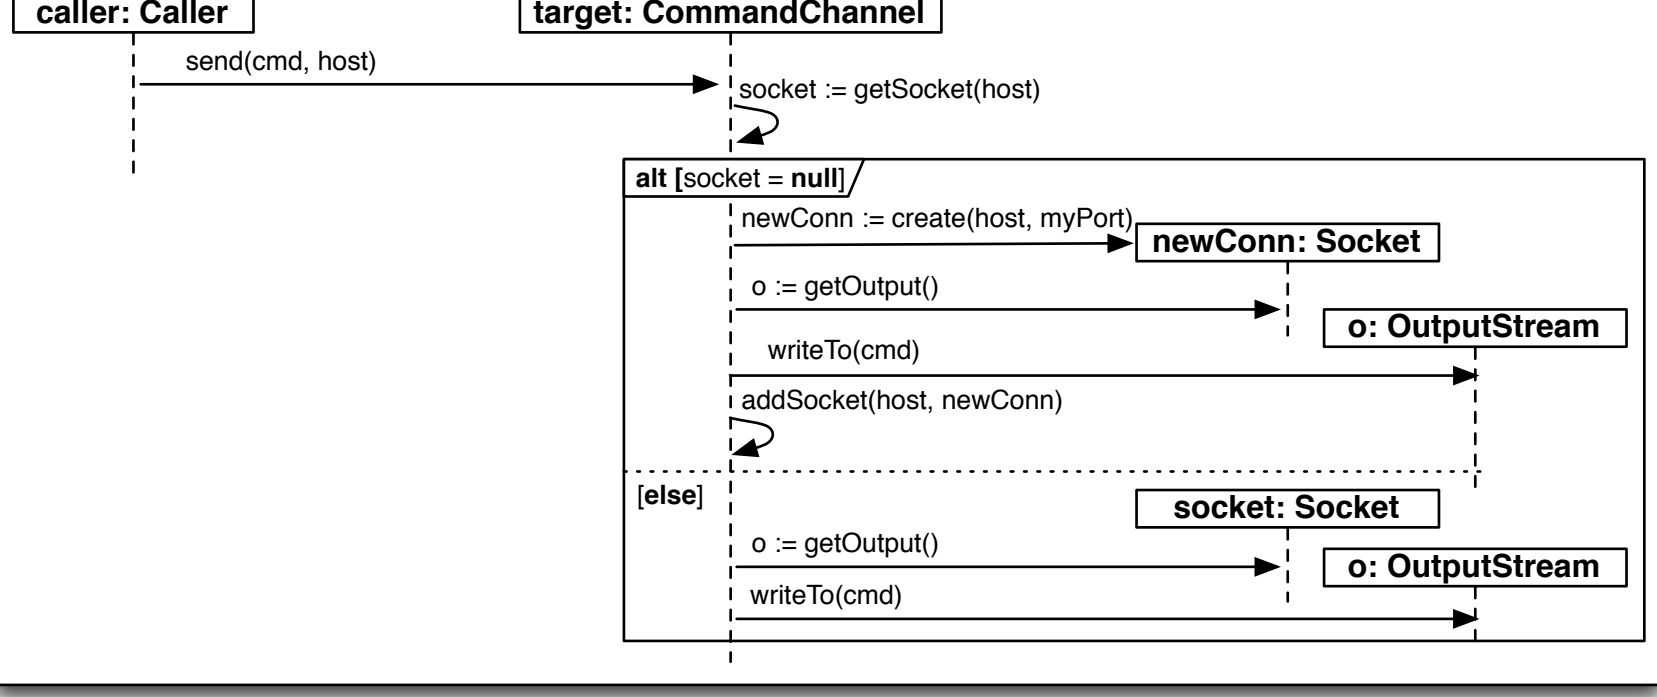 caller: Caller
target: CommandChannel
send(cmd, host)
socket := getSocket(host)
alt [socket = null]
newConn := create(host, myPort)
newConn: Socket
o := getOutput()
o: OutputStream
writeTo(cmd)
addSocket(host, newConn)
[else]
socket: Socket
o := getOutput()
o: OutputStream
writeTo(cmd)